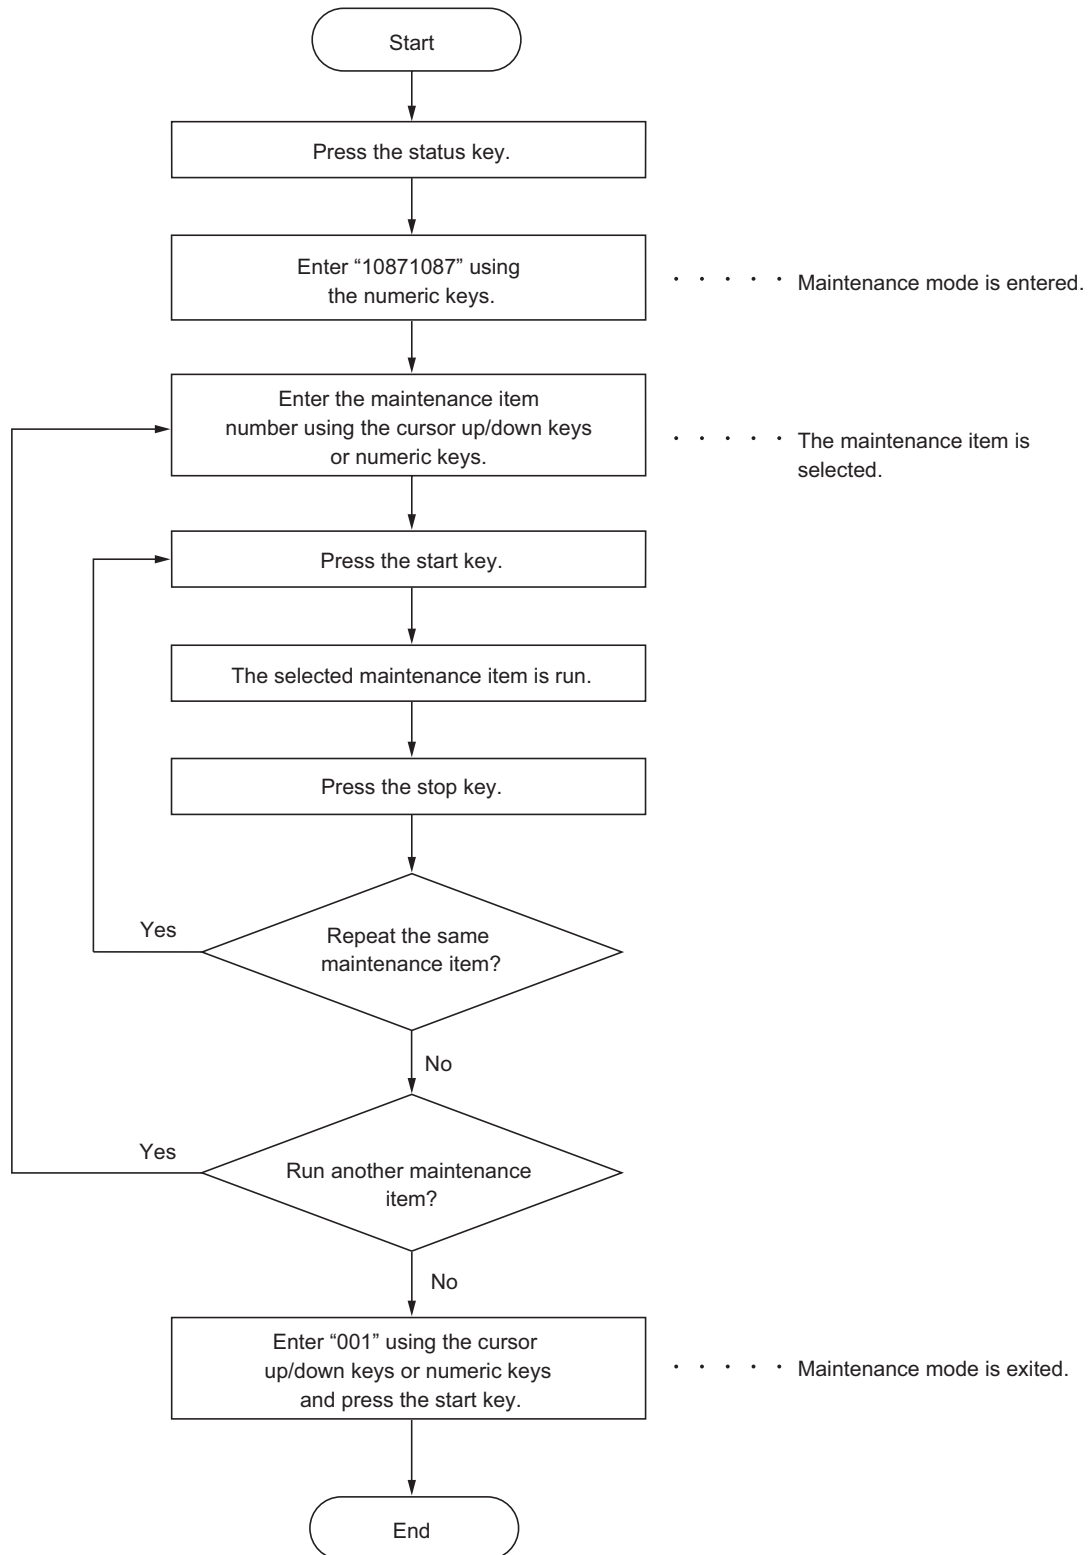 Start
Press the status key.
Enter “10871087” using
the numeric keys.
· · · · · Maintenance mode is entered.
Enter the maintenance item
number using the cursor up/down keys
or numeric keys.
· · · · · The maintenance item is
selected.
Press the start key.
The selected maintenance item is run.
Press the stop key.
Yes
Repeat the same
maintenance item?
No
Yes
Run another maintenance
item?
No
Enter “001” using the cursor
up/down keys or numeric keys
and press the start key.
· · · · · Maintenance mode is exited.
End